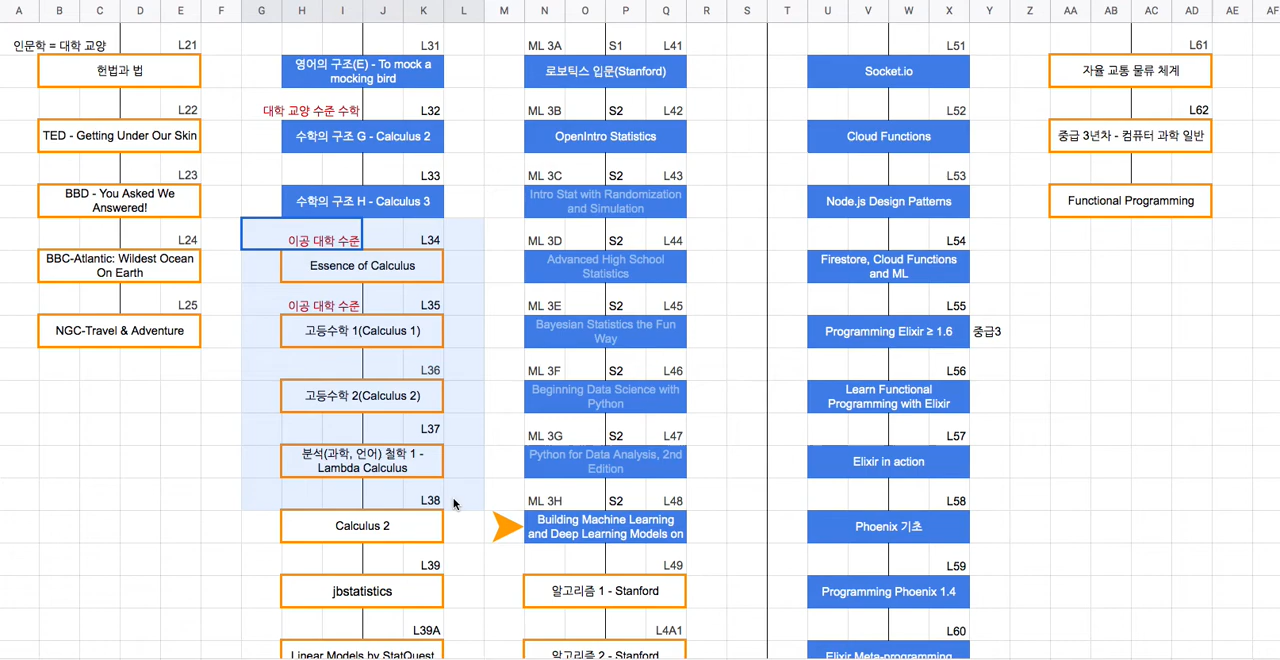 A B C D E F G H I J K L M N O P Q R S T U V W X Y Z AA AB AC AD AE AF
인문학 = 대학 교양 L21
헌법과 법
L22
TED - Getting Under Our Skin
L23
BBD - You Asked We
Answered!
L24
BBC-Atlantic: Wildest Ocean
On Earth
L25
NGC-Travel & Adventure
L31
영어의 구조(E) - To mock a
mocking bird
대학 교양 수준 수학 L32
수학의 구조 G - Calculus 2
L33
수학의 구조 H - Calculus 3
이공 대학 수준 L34
Essence of Calculus
이공 대학 수준 L35
고등수학 1(Calculus 1)
L36
고등수학 2(Calculus 2)
L37
분석(과학, 언어) 철학 1 -
Lambda Calculus
L38
Calculus 2
L39
jbstatistics
L39A
Linear Models by StatQuest
ML 3A S1 L41
로보틱스 입문(Stanford)
ML 3B S2 L42
OpenIntro Statistics
ML 3C S2 L43
Intro Stat with Randomization
and Simulation
ML 3D S2 L44
Advanced High School
Statistics
ML 3E S2 L45
Bayesian Statistics the Fun
Way
ML 3F S2 L46
Beginning Data Science with
Python
ML 3G S2 L47
Python for Data Analysis, 2nd
Edition
ML 3H S2 L48
Building Machine Learning
and Deep Learning Models on
L49
알고리즘 1 - Stanford
L4A1
알고리즘 2 - Stanford
L51
Socket.io
L52
Cloud Functions
L53
Node.js Design Patterns
L54
Firestore, Cloud Functions
and ML
L55
Programming Elixir ≥ 1.6 중급3
L56
Learn Functional
Programming with Elixir
L57
Elixir in action
L58
Phoenix 기초
L59
Programming Phoenix 1.4
L60
Elixir Meta-programming
L61
자율 교통 물류 체계
L62
중급 3년차 - 컴퓨터 과학 일반
Functional Programming